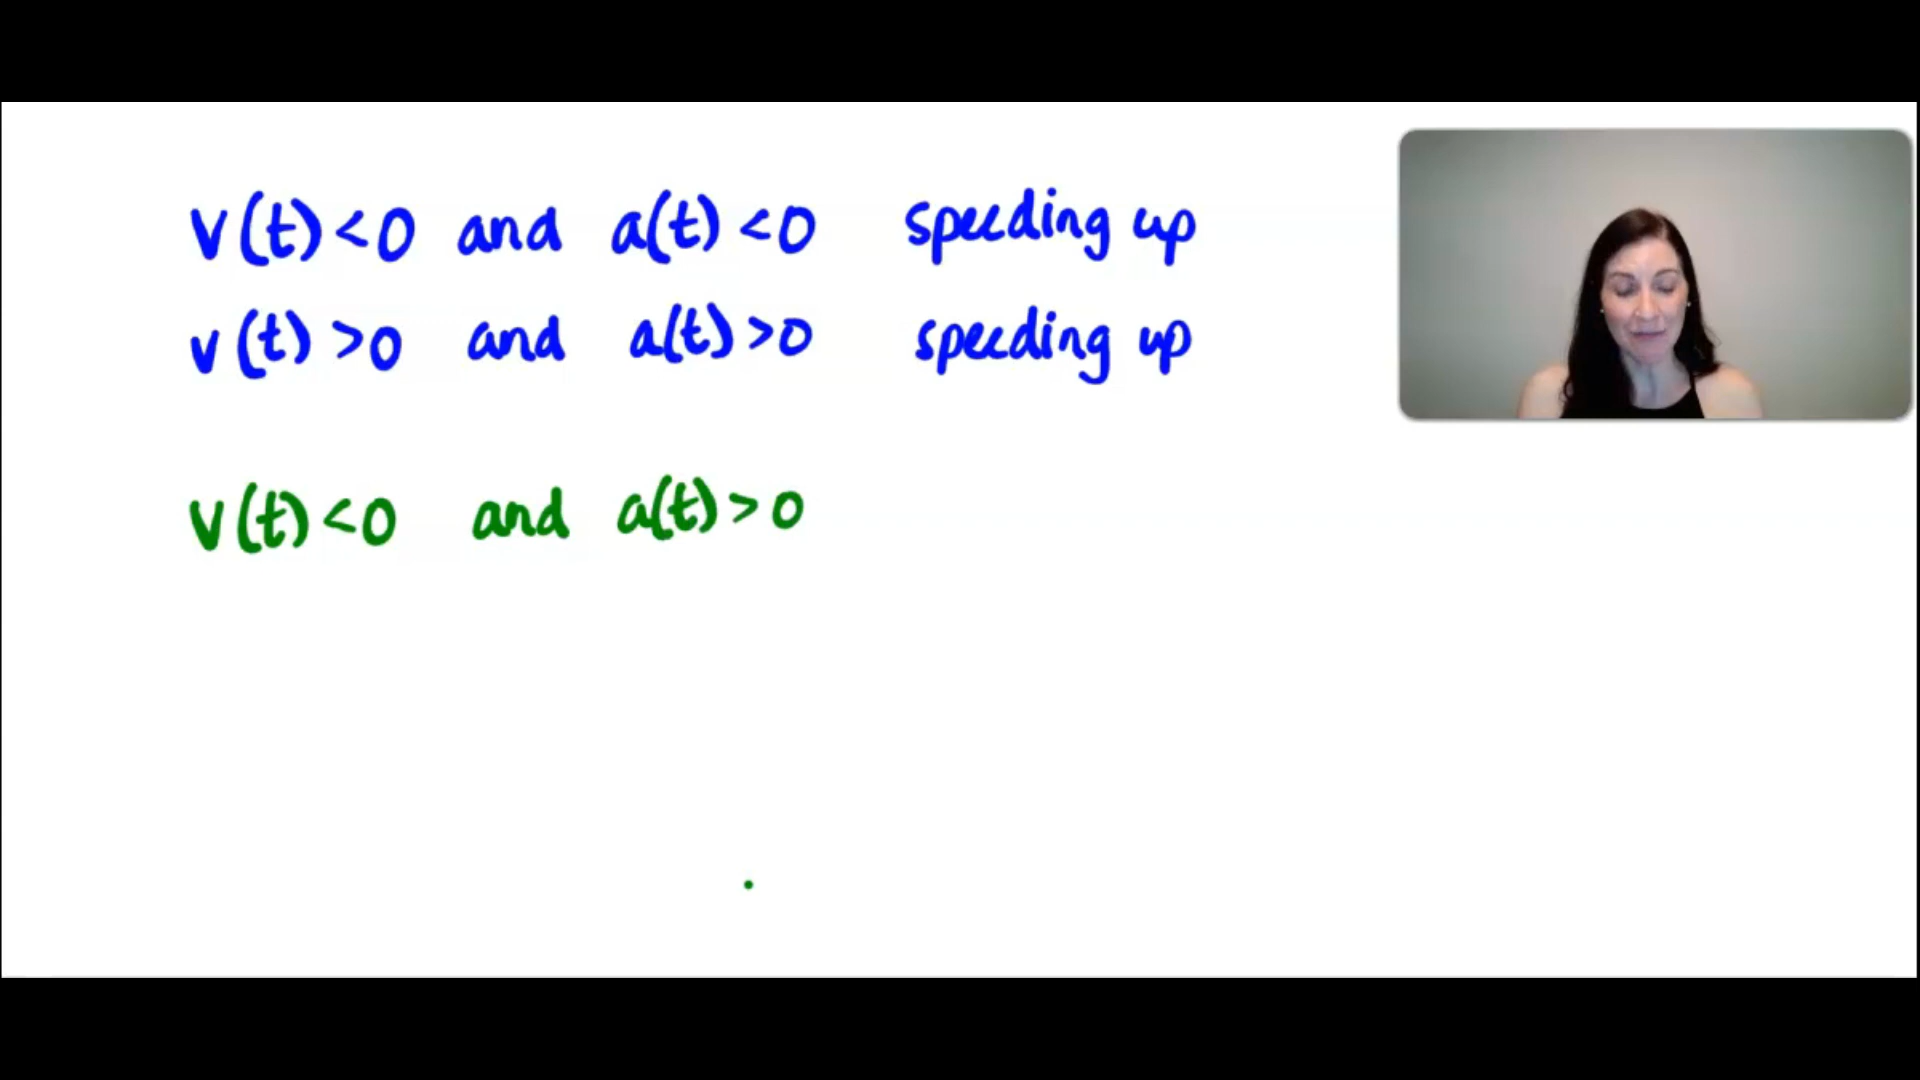 v(t)<0 and a(t)<0 speeding up
v(t)>0 and a(t)>0 speeding up
v(t)<0 and a(t)>0